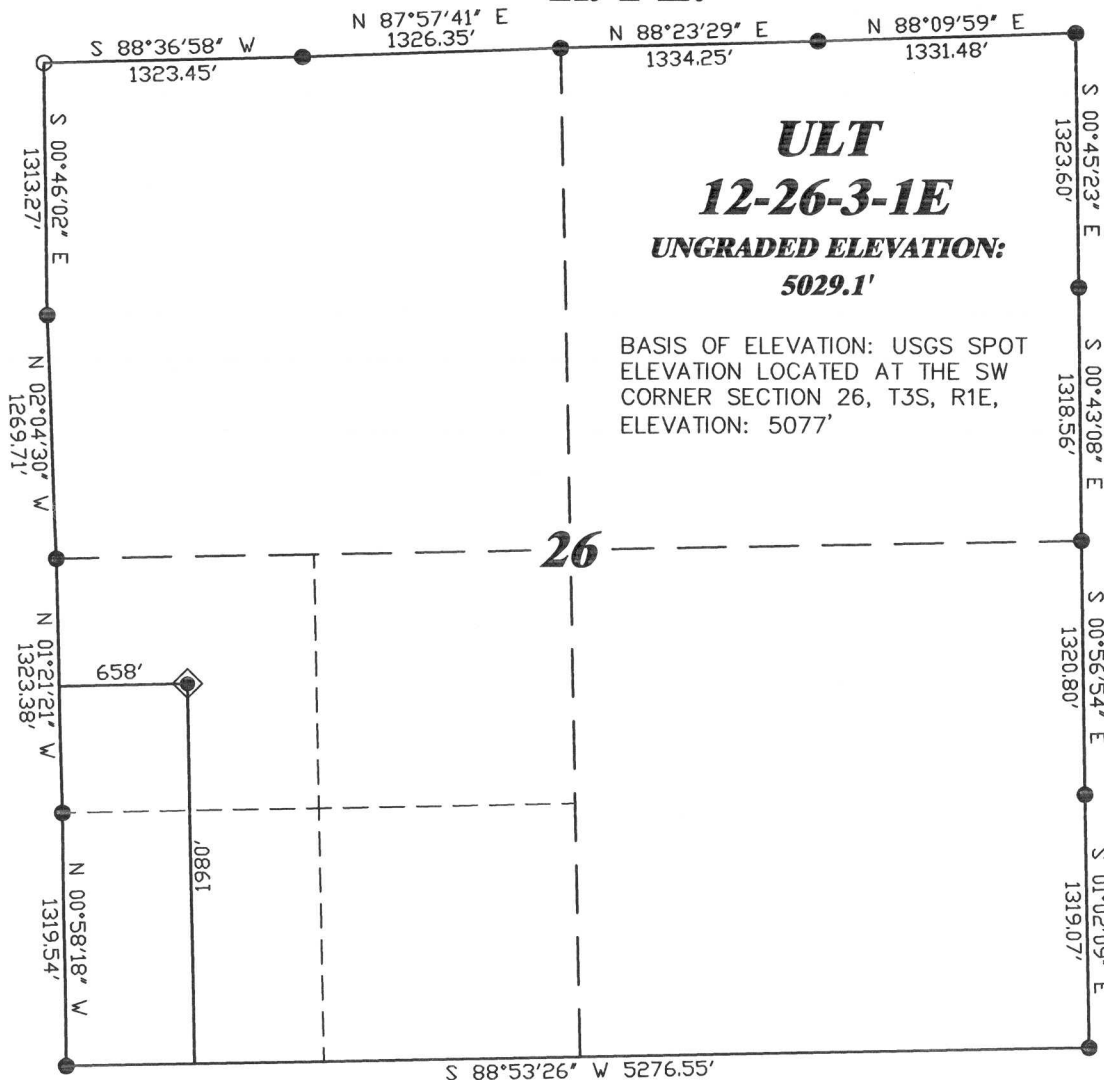 S 88°36'58" W
1323.45'
N 87°57'41" E
1326.35'
N 88°23'29" E
1334.25'
N 88°09'59" E
1331.48'
S 00°46'02" E
1313.27'
ULT
12-26-3-1E
UNGRADED ELEVATION:
5029.1'
S 00°45'23" E
1323.60'
BASIS OF ELEVATION: USGS SPOT
ELEVATION LOCATED AT THE SW
CORNER SECTION 26, T3S, R1E,
ELEVATION: 5077'
N 02°04'30" W
1269.71'
S 00°43'08" E
1318.56'
26
N 01°21'21" W
1323.38'
658'
S 00°56'54" E
1320.80'
1980'
N 00°58'18" W
1319.54'
S 01°02'09" E
1319.07'
S 88°53'26" W 5276.55'